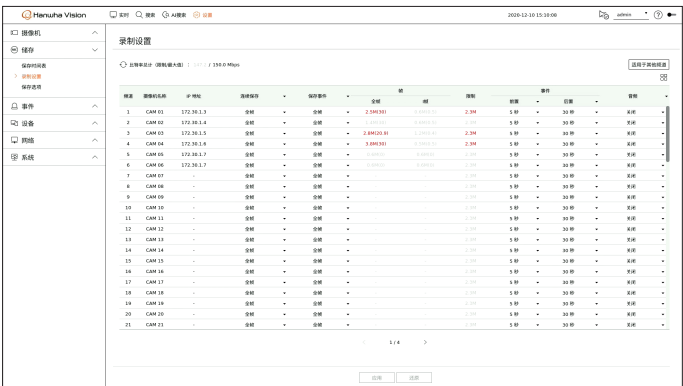 Hanwha Vision 实时 搜索 AI搜索 设置 2020-12-10 15:10:00 admin
摄像机
储存
保存时间表
录制设置
保存选项
事件
设备
网络
系统
录制设置
比特率总计 (限制/最大值) : / 150.0 Mbps 适用于其他频道
频道 摄像机名称 IP 地址 连续保存 保存事件 帧 限制 事件 音频
全帧 I帧 前置 后置
1 CAM 01 172.30.1.3 全帧 全帧 2.5M(30) 2.3M 5 秒 30 秒 关闭
2 CAM 02 172.30.1.4 全帧 全帧 5 秒 30 秒 关闭
3 CAM 03 172.30.1.5 全帧 全帧 2.8M(20.9) 2.3M 5 秒 30 秒 关闭
4 CAM 04 172.30.1.6 全帧 全帧 3.8M(30) 2.3M 5 秒 30 秒 关闭
5 CAM 05 172.30.1.7 全帧 全帧 5 秒 30 秒 关闭
6 CAM 06 172.30.1.7 全帧 全帧 5 秒 30 秒 关闭
7 CAM 07 - 全帧 全帧 5 秒 30 秒 关闭
8 CAM 08 - 全帧 全帧 5 秒 30 秒 关闭
9 CAM 09 - 全帧 全帧 5 秒 30 秒 关闭
10 CAM 10 - 全帧 全帧 5 秒 30 秒 关闭
11 CAM 11 - 全帧 全帧 5 秒 30 秒 关闭
12 CAM 12 - 全帧 全帧 5 秒 30 秒 关闭
13 CAM 13 - 全帧 全帧 5 秒 30 秒 关闭
14 CAM 14 - 全帧 全帧 5 秒 30 秒 关闭
15 CAM 15 - 全帧 全帧 5 秒 30 秒 关闭
16 CAM 16 - 全帧 全帧 5 秒 30 秒 关闭
17 CAM 17 - 全帧 全帧 5 秒 30 秒 关闭
18 CAM 18 - 全帧 全帧 5 秒 30 秒 关闭
19 CAM 19 - 全帧 全帧 5 秒 30 秒 关闭
20 CAM 20 - 全帧 全帧 5 秒 30 秒 关闭
21 CAM 21 - 全帧 全帧 5 秒 30 秒 关闭
1 / 4
应用 还原